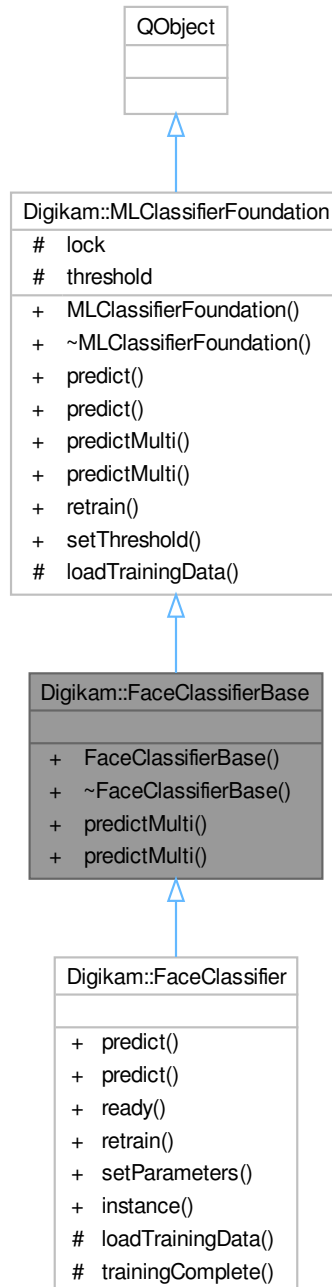 QObject
Digikam::MLClassifierFoundation
# lock
# threshold
+ MLClassifierFoundation()
+ ~MLClassifierFoundation()
+ predict()
+ predict()
+ predictMulti()
+ predictMulti()
+ retrain()
+ setThreshold()
# loadTrainingData()
Digikam::FaceClassifierBase
+ FaceClassifierBase()
+ ~FaceClassifierBase()
+ predictMulti()
+ predictMulti()
Digikam::FaceClassifier
+ predict()
+ predict()
+ ready()
+ retrain()
+ setParameters()
+ instance()
# loadTrainingData()
# trainingComplete()